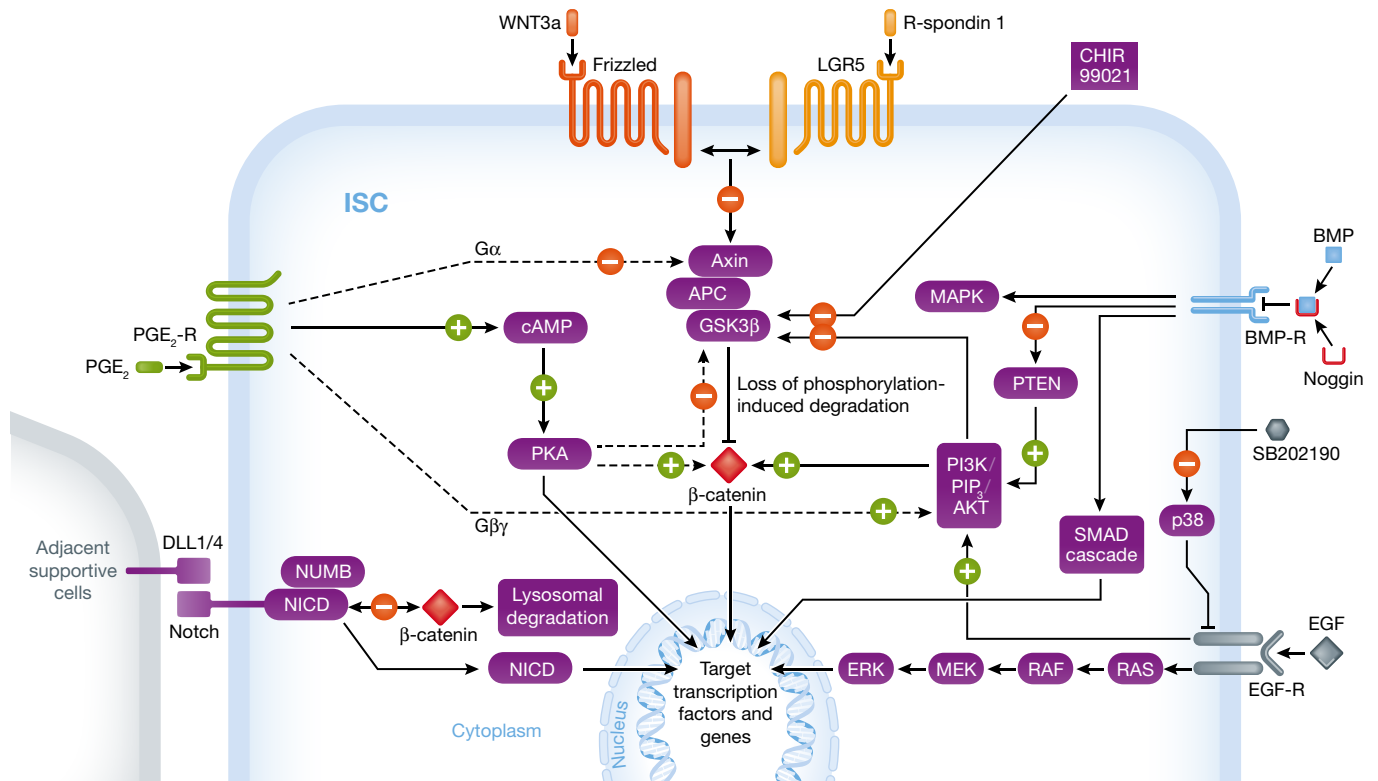 WNT3a
R-spondin 1
Frizzled
LGR5
CHIR
99021
ISC
Gα
Axin
APC
GSK3β
MAPK
BMP
BMP-R
Noggin
PGE2-R
PGE2
cAMP
PKA
Loss of phosphorylation-
induced degradation
PTEN
SB202190
PI3K/
PIP3/
AKT
β-catenin
Gβγ
p38
SMAD
cascade
Adjacent
supportive
cells
DLL1/4
Notch
NUMB
NICD
β-catenin
Lysosomal
degradation
NICD
Target
transcription
factors and
genes
ERK
MEK
RAF
RAS
EGF
EGF-R
Cytoplasm
Nucleus